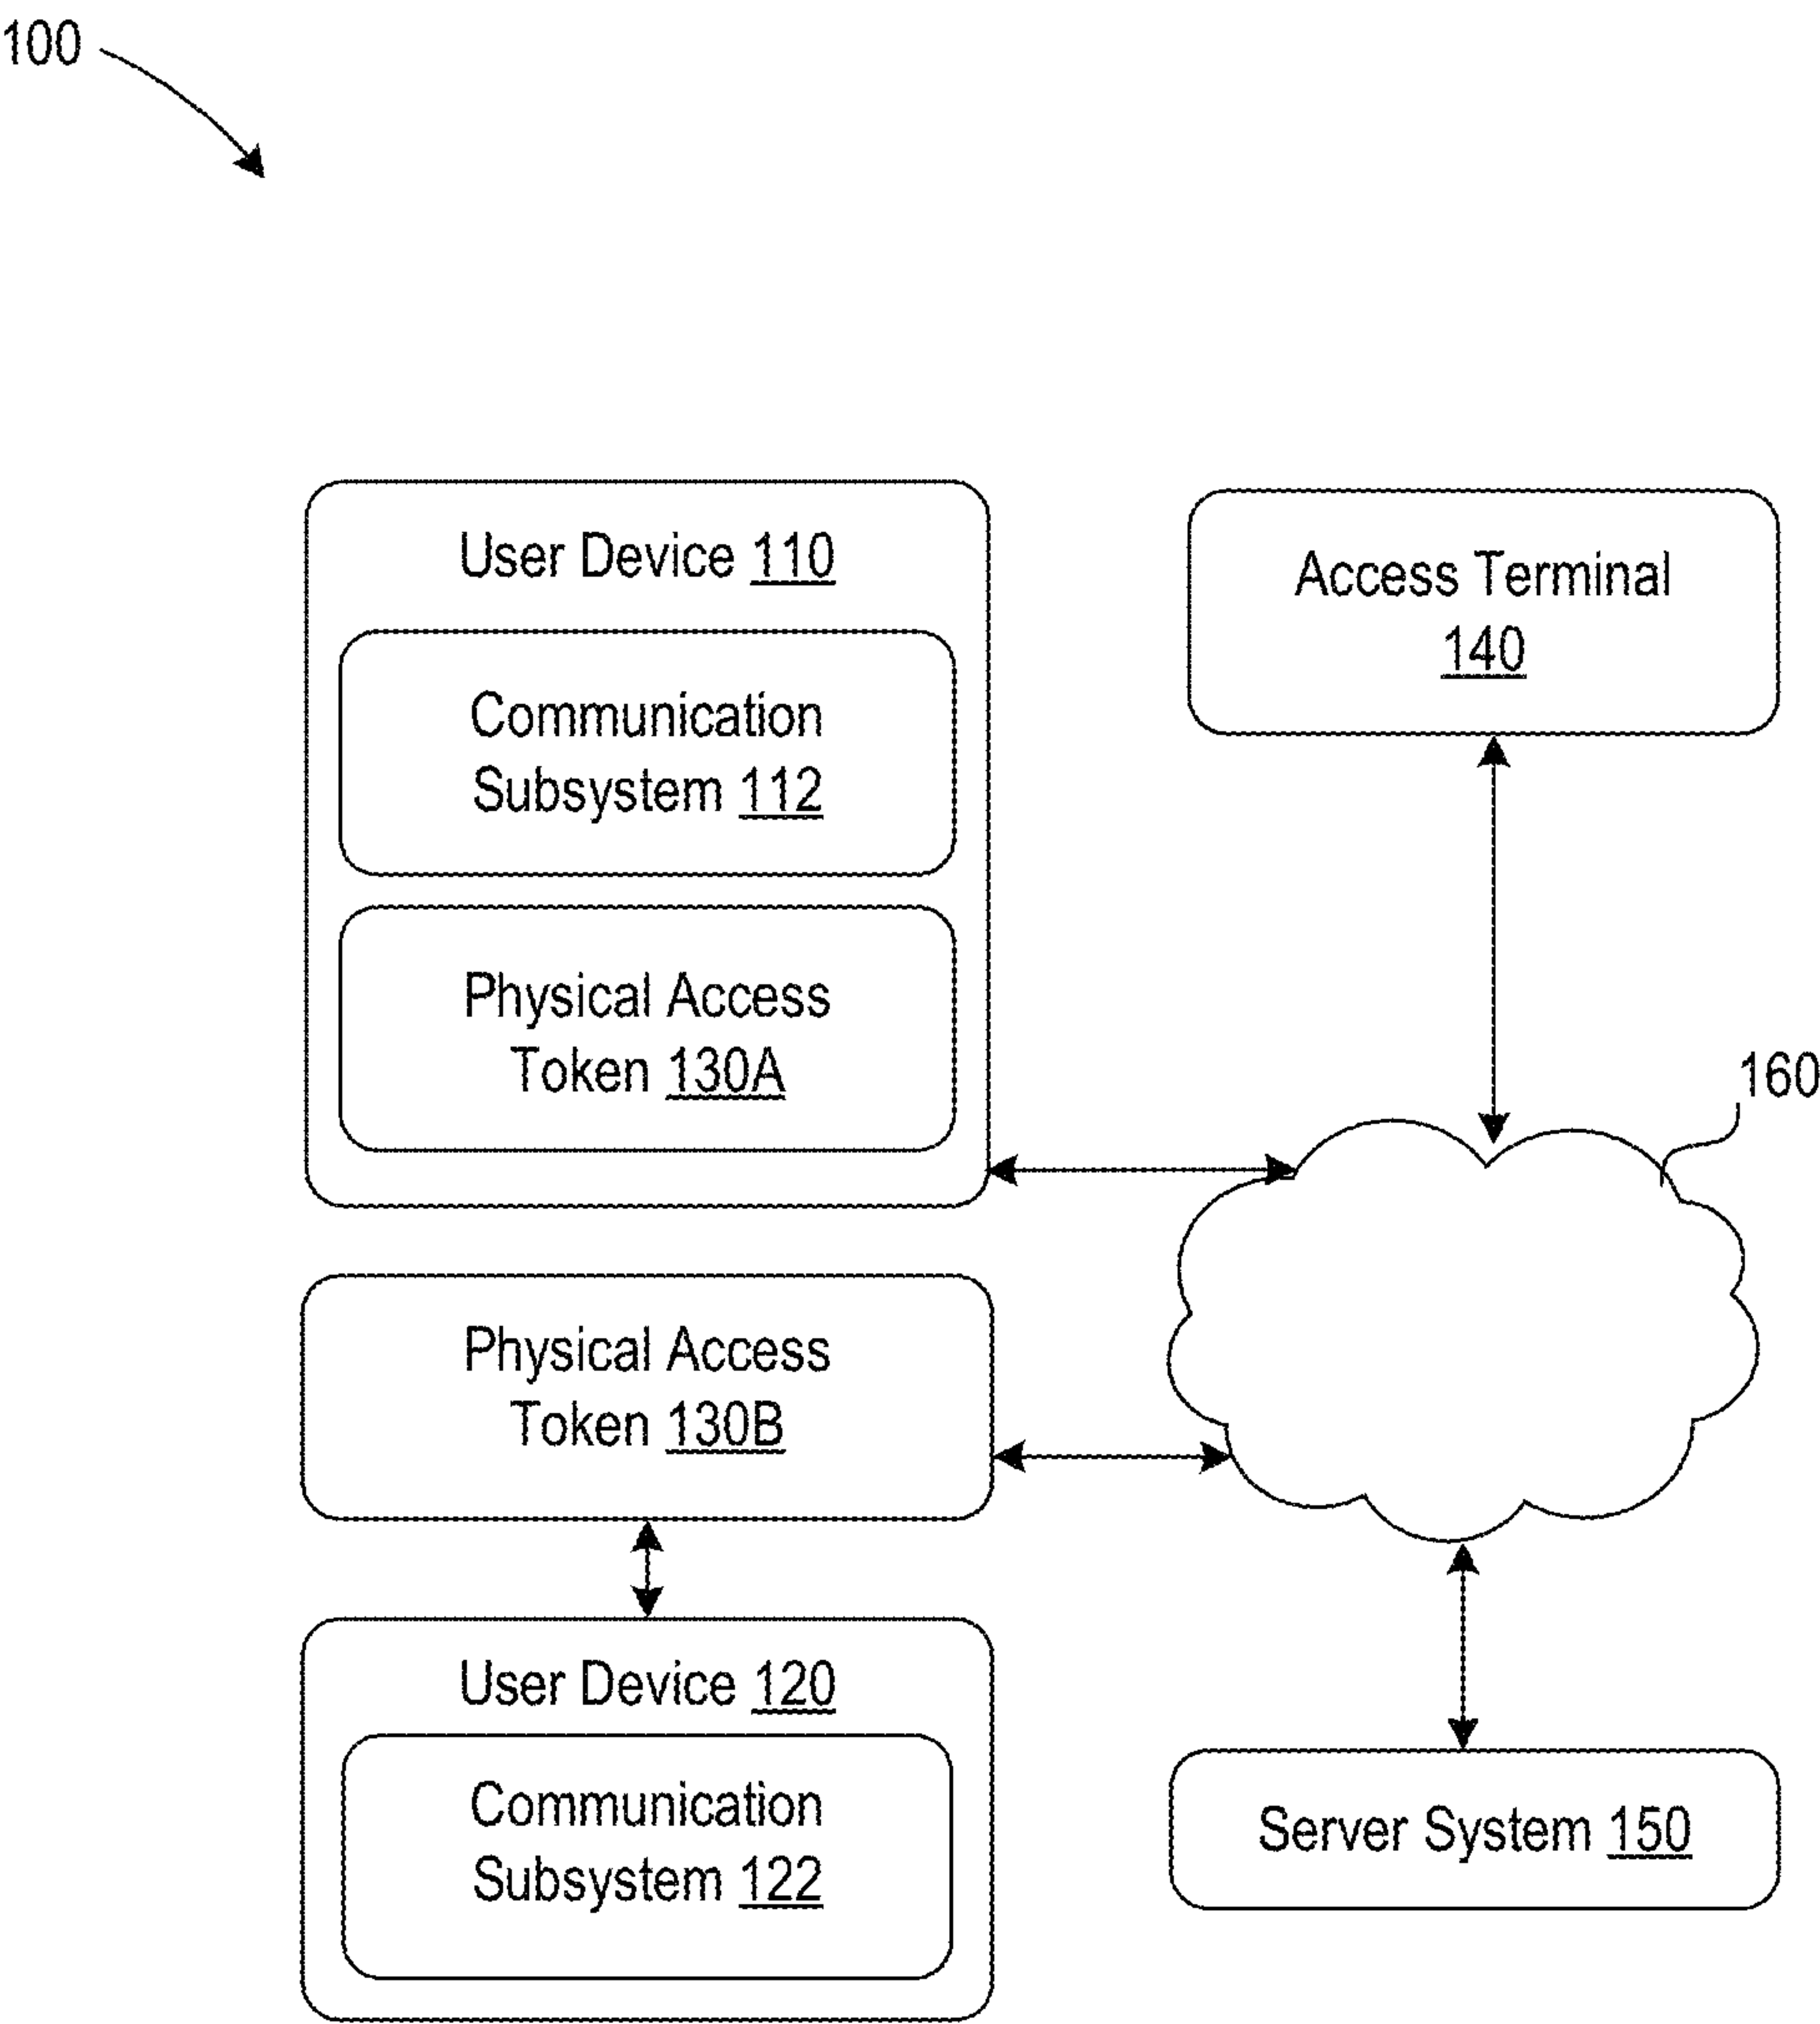 100
User Device 110
Communication
Subsystem 112
Physical Access
Token 130A
Access Terminal
140
160
Physical Access
Token 130B
User Device 120
Communication
Subsystem 122
Server System 150